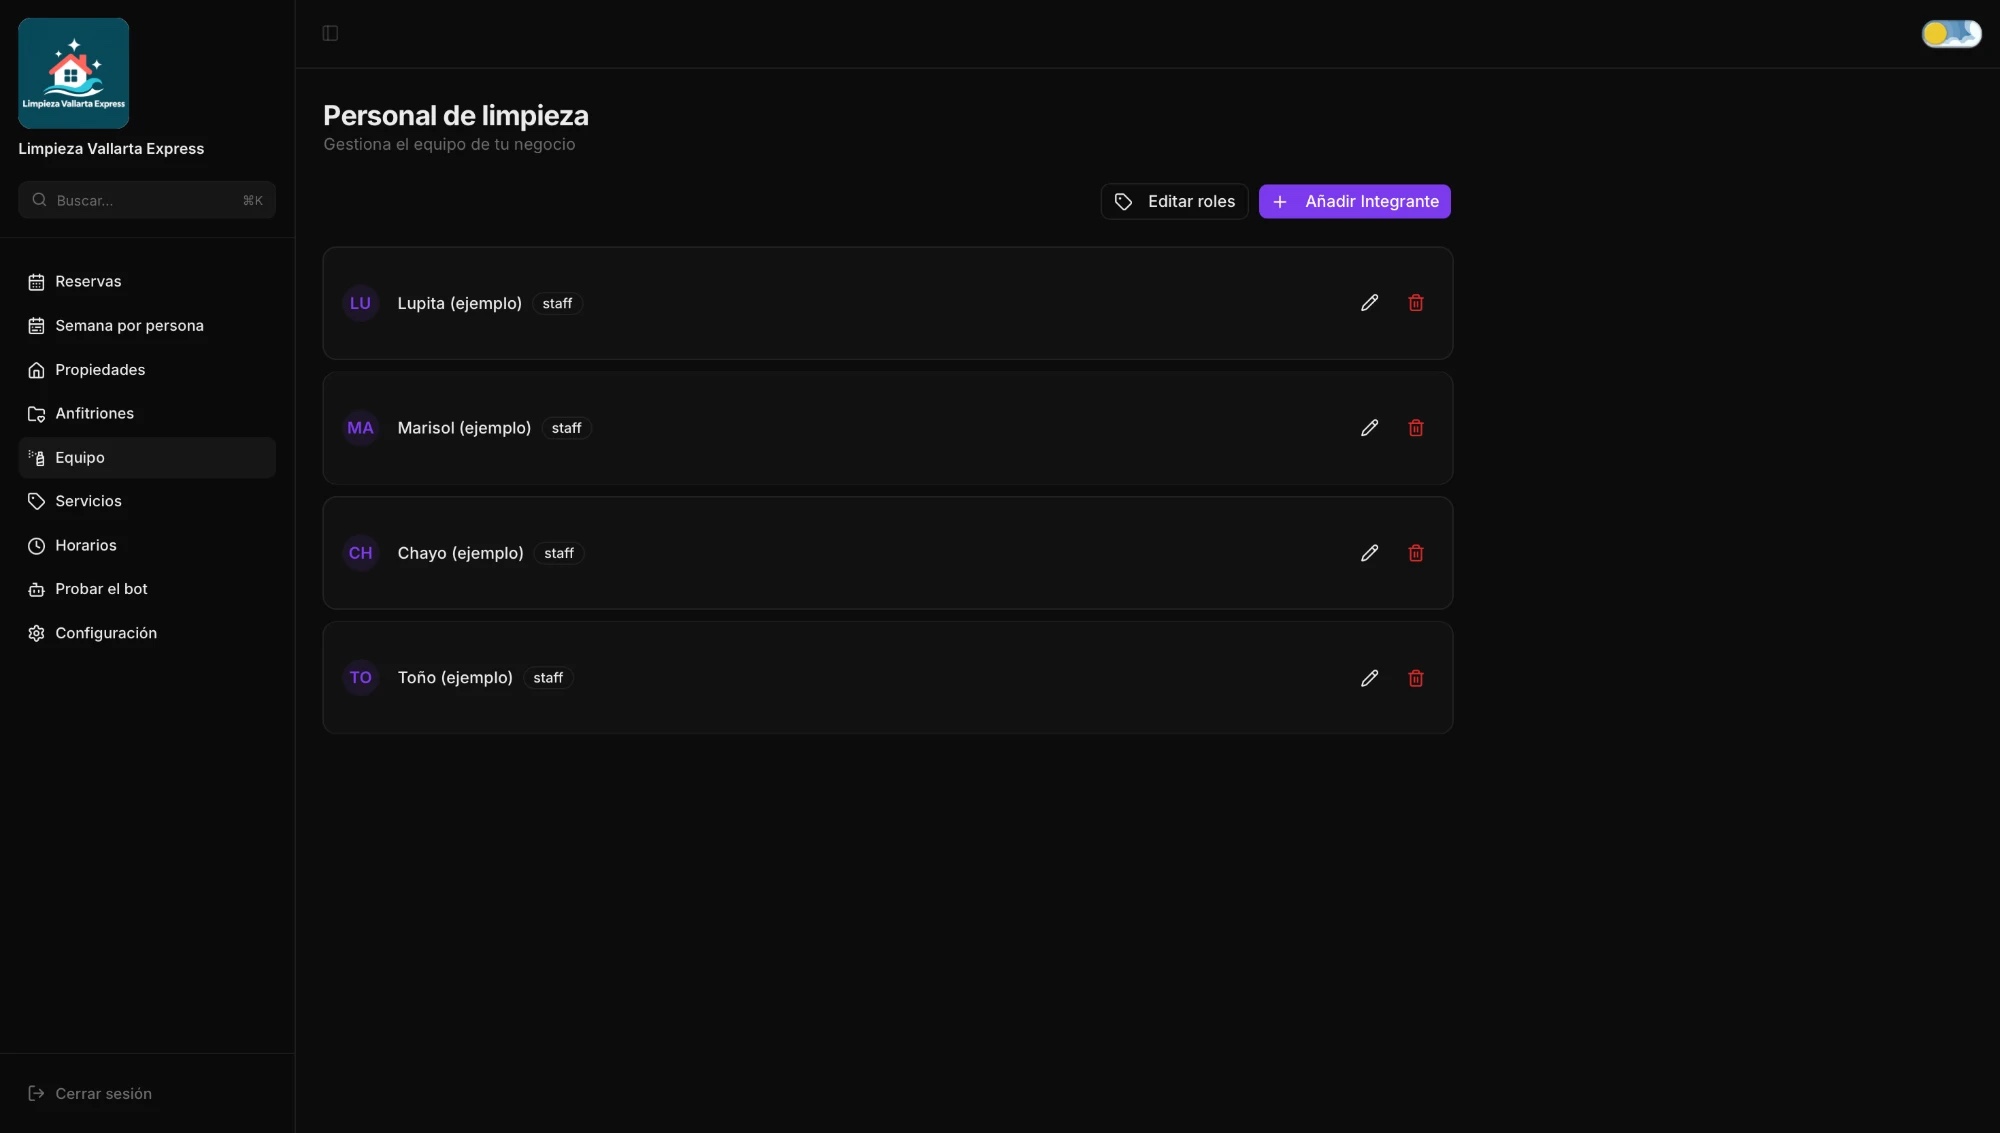 Limpieza Vallarta Express
Limpieza Vallarta Express
Buscar... ⌘K
Reservas
Semana por persona
Propiedades
Anfitriones
Equipo
Servicios
Horarios
Probar el bot
Configuración
Cerrar sesión
Personal de limpieza
Gestiona el equipo de tu negocio
Editar roles
Añadir Integrante
LU Lupita (ejemplo) staff
MA Marisol (ejemplo) staff
CH Chayo (ejemplo) staff
TO Toño (ejemplo) staff